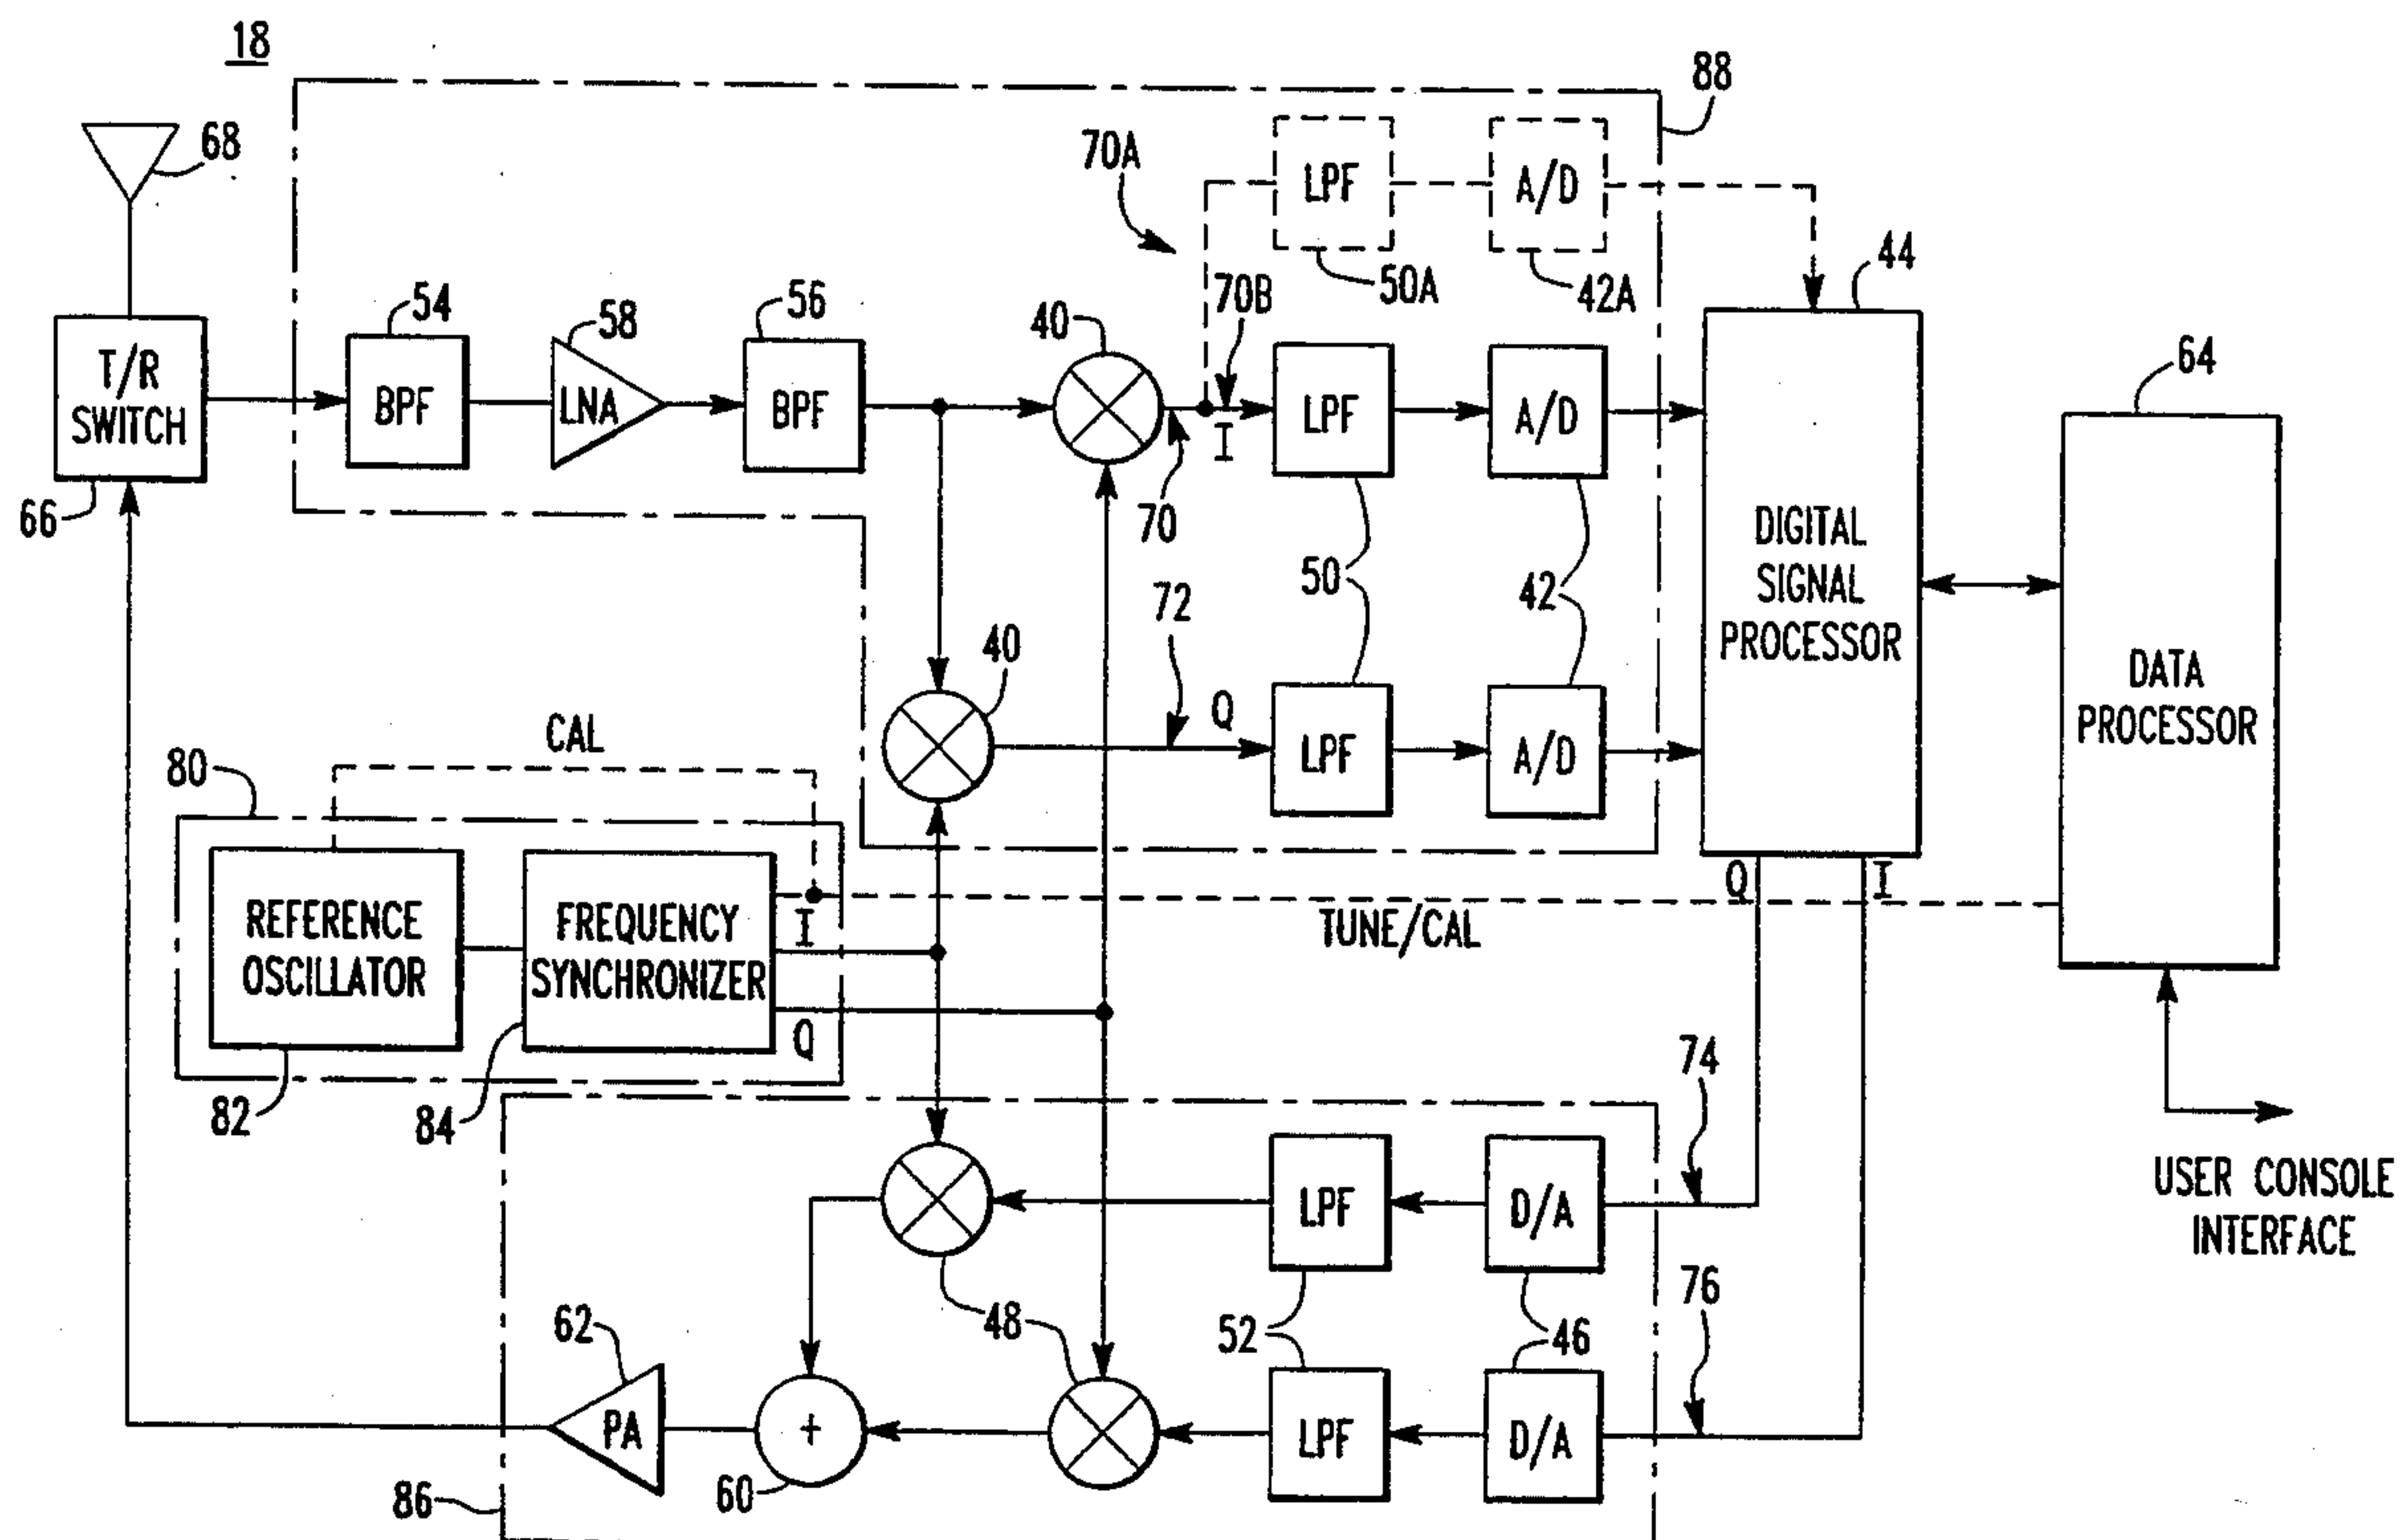 18
88
68
70A
LPF
A/D
50A
42A
44
54
58
56
40
70B
64
T/R
SWITCH
BPF
LNA
BPF
I
LPF
A/D
66
70
DIGITAL
SIGNAL
PROCESSOR
50
42
72
40
DATA
PROCESSOR
Q
LPF
A/D
CAL
80
REFERENCE
OSCILLATOR
FREQUENCY
SYNCHRONIZER
I
Q
Q
I
TUNE/CAL
82
84
74
LPF
D/A
USER CONSOLE
INTERFACE
76
48
52
46
62
PA
+
LPF
D/A
60
86